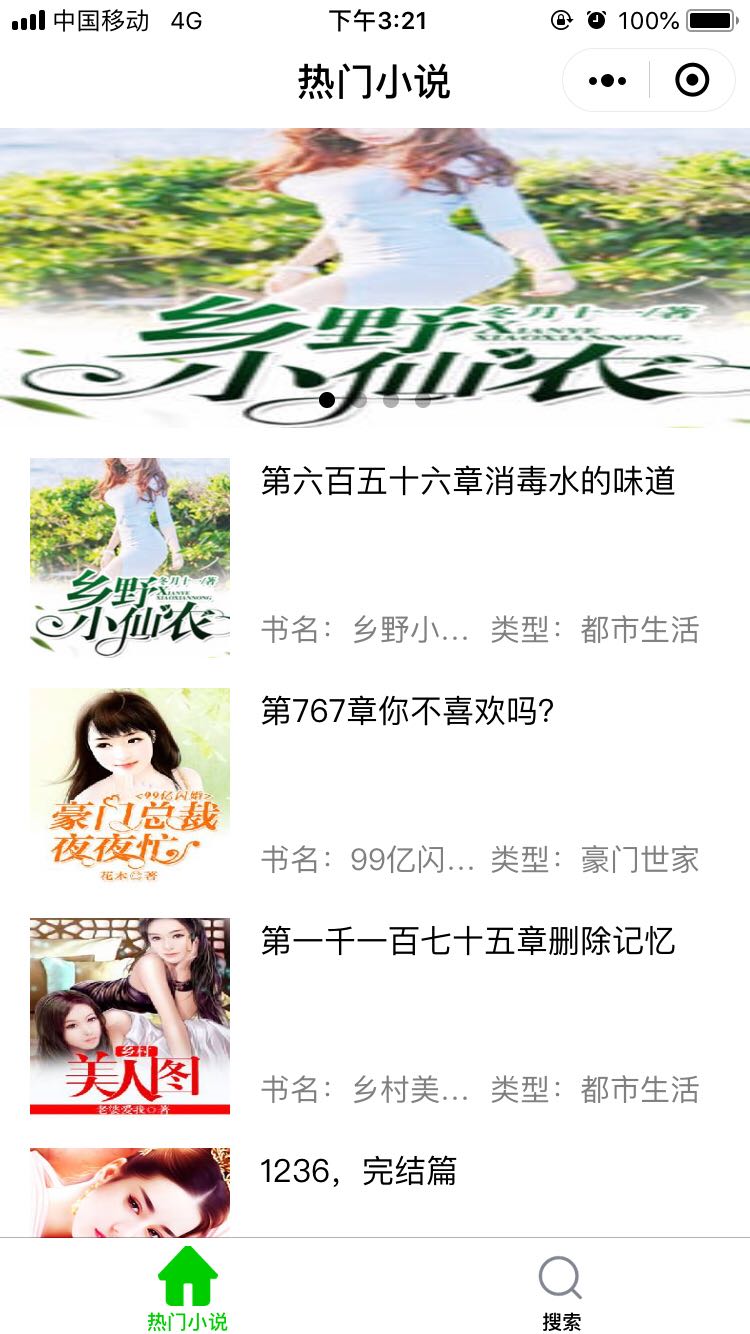 中国移动 4G 下午3:21 100%
热门小说
冬月十一/著
乡野
XIANYE
XIAOXIANNONG
小仙农
第六百五十六章消毒水的味道
冬月十一/著
乡野
XIANYE
XIAOXIANNONG
小仙农
书名：乡野小... 类型：都市生活
第767章你不喜欢吗?
<99亿闪婚>
豪门总裁
夜夜忙
花木◎著
书名：99亿闪... 类型：豪门世家
第一千一百七十五章删除记忆
乡村
美人图
老婆爱我◎著
书名：乡村美... 类型：都市生活
1236，完结篇
热门小说 搜索